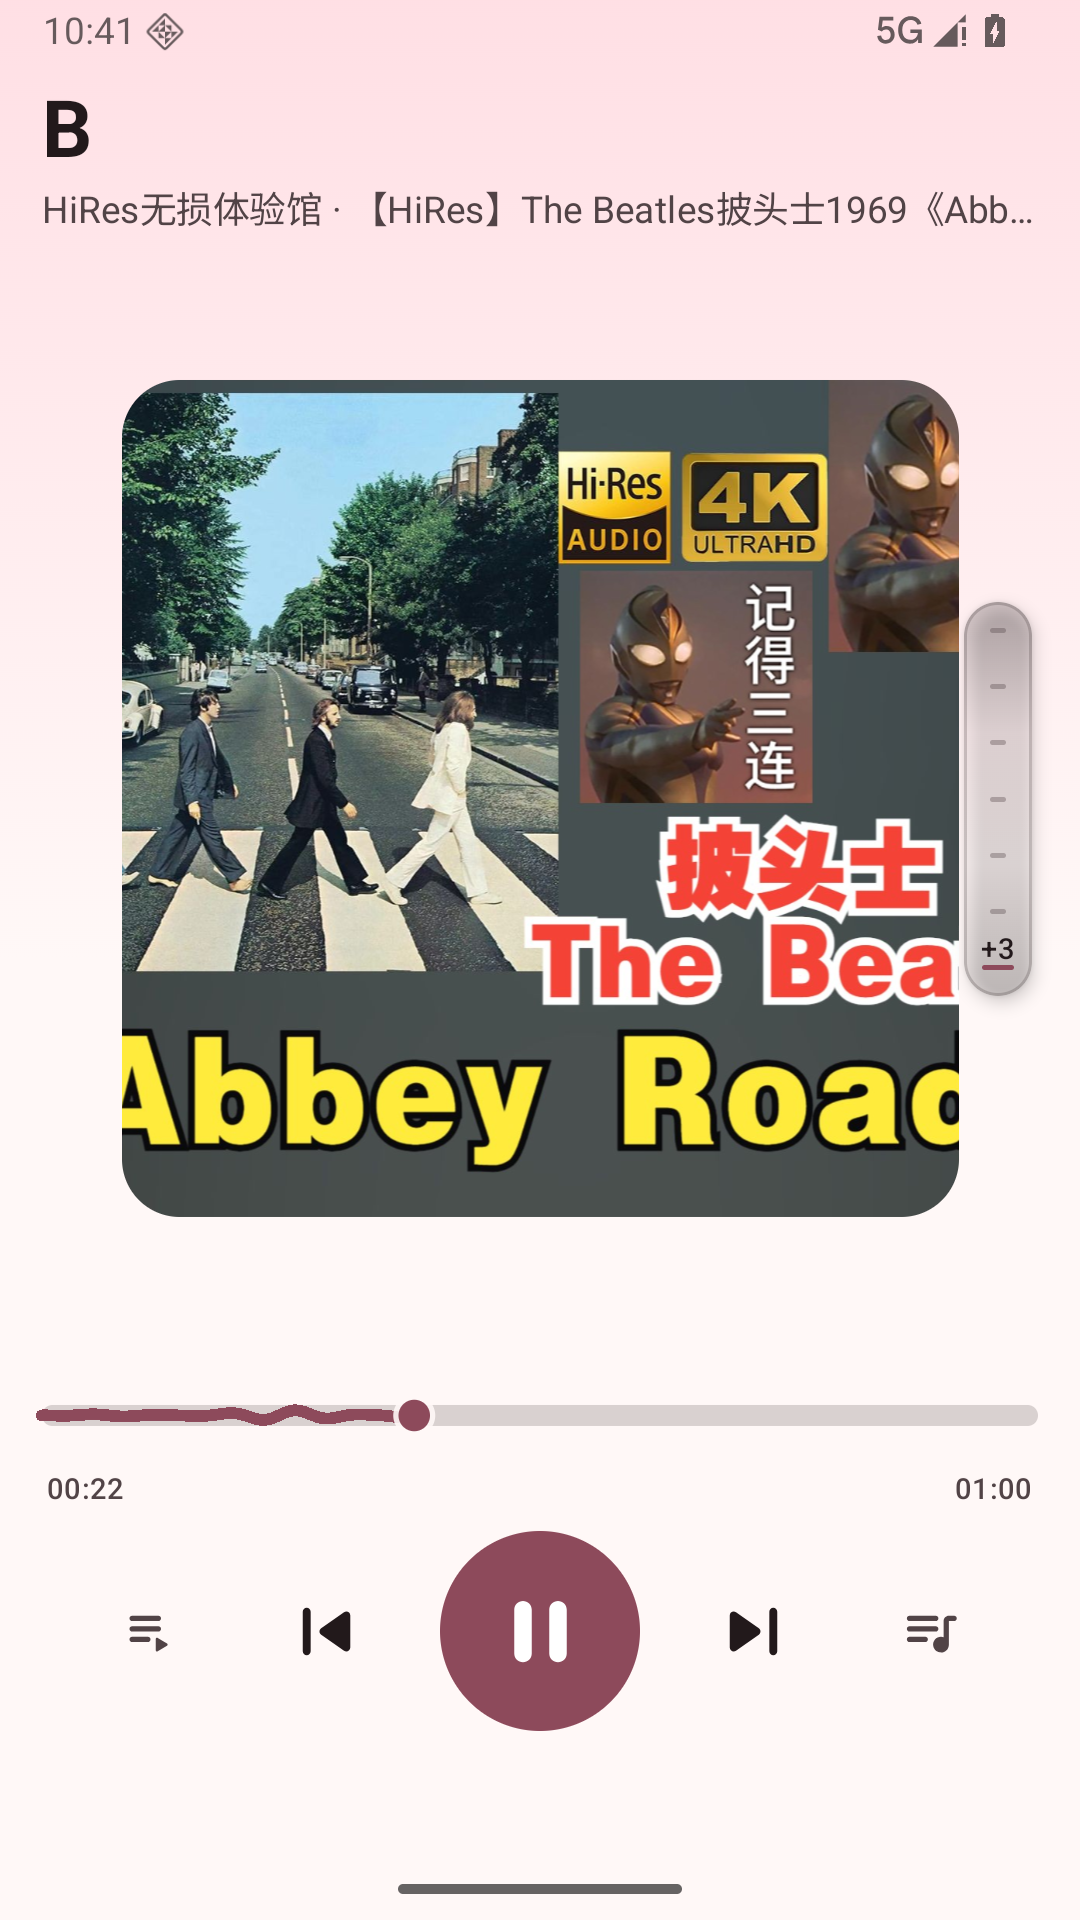 10:41
5G
B
HiRes无损体验馆 · 【HiRes】The Beatles披头士1969《Abb...
Hi-Res
AUDIO
4K
ULTRAHD
记得三连
披头士
The Bea
Abbey Road
+3
00:22
01:00